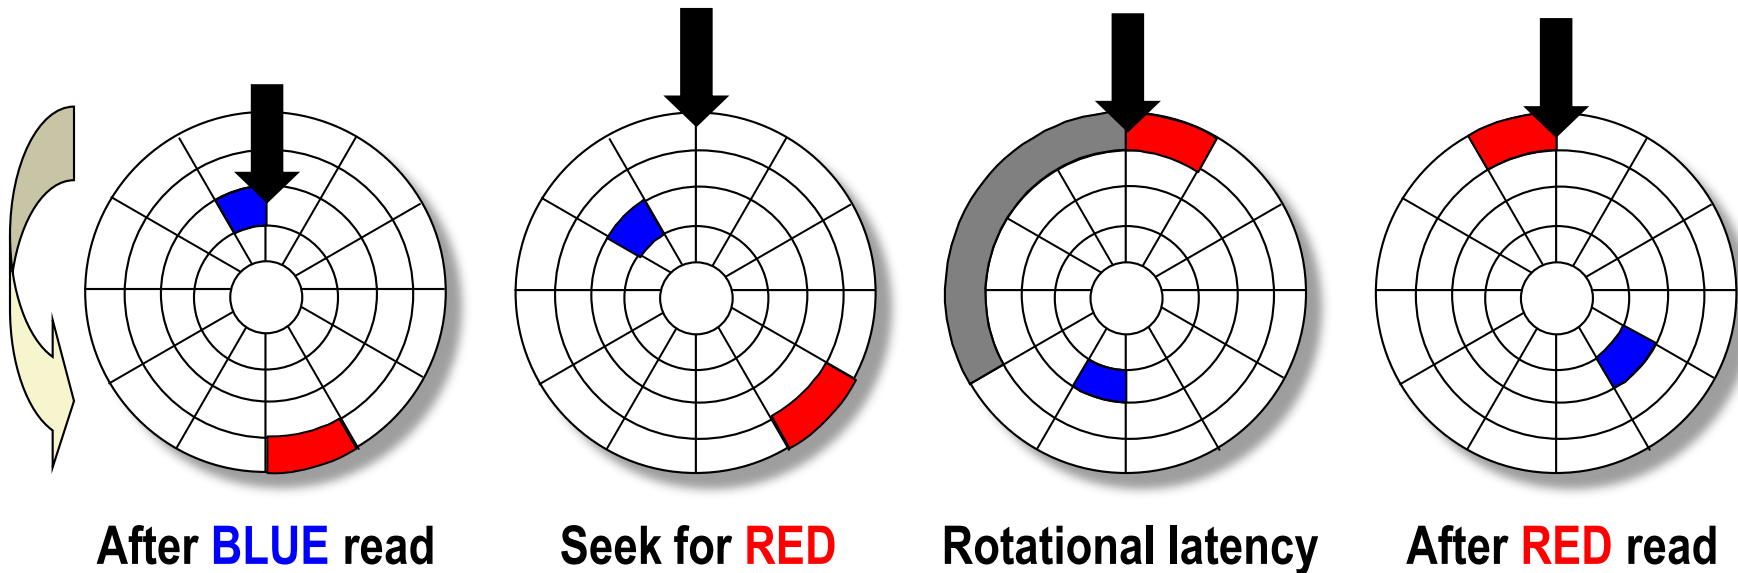 After BLUE read
Seek for RED
Rotational latency
After RED read